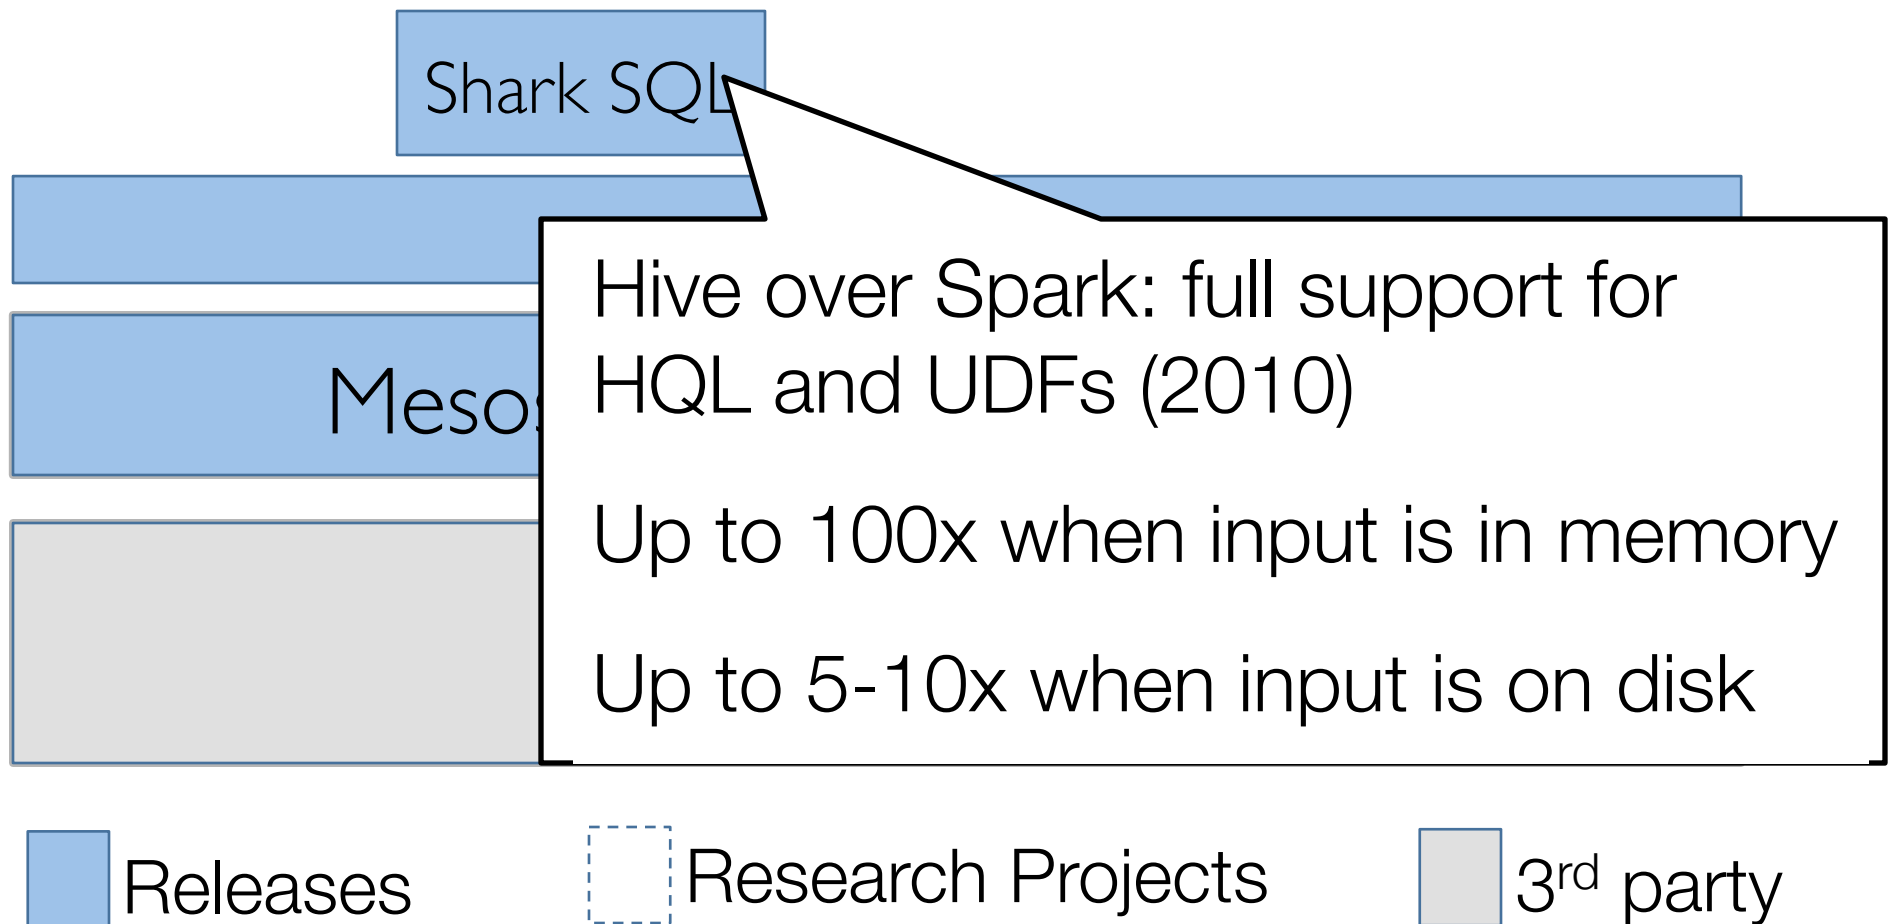 Shark SQL
Hive over Spark: full support for
HQL and UDFs (2010)
Mesos
Up to 100x when input is in memory
Up to 5-10x when input is on disk
Releases
Research Projects
3rd party